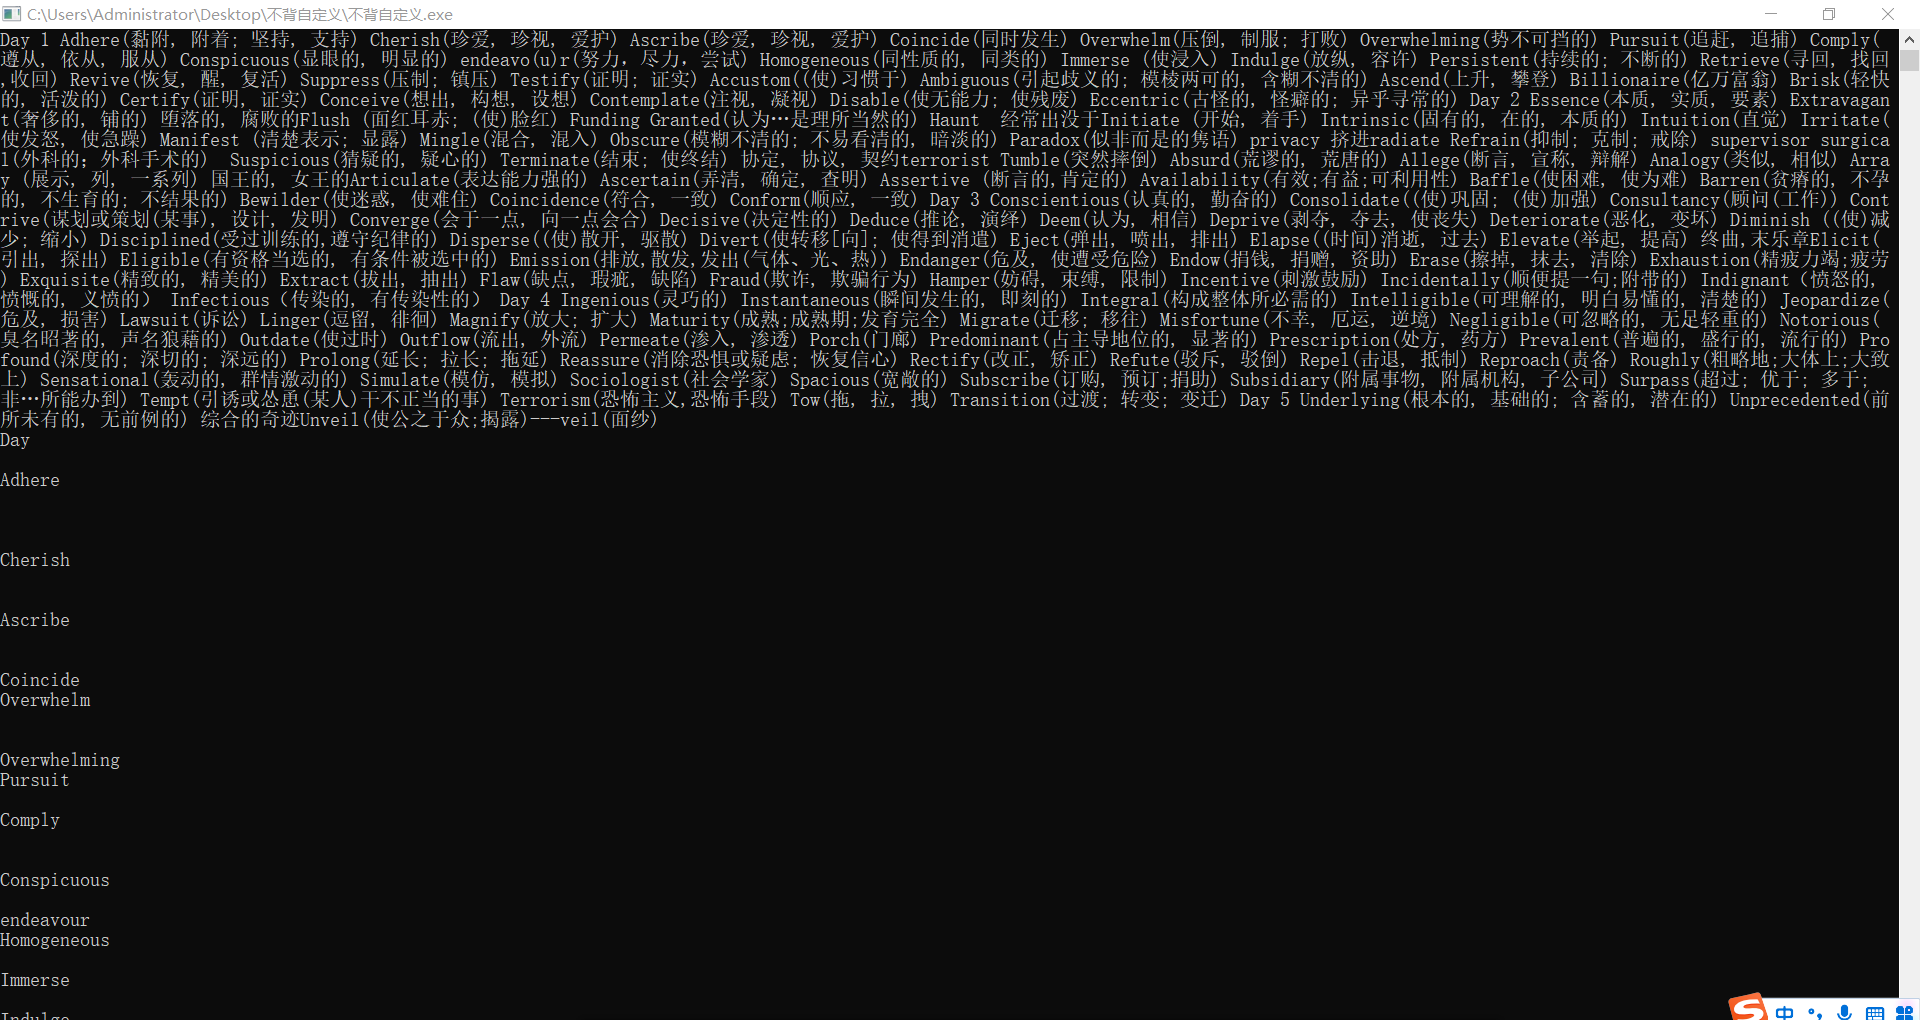 C:\Users\Administrator\Desktop\不背自定义\不背自定义.exe
Day 1 Adhere(黏附, 附着; 坚持, 支持) Cherish(珍爱, 珍视, 爱护) Ascribe(珍爱, 珍视, 爱护) Coincide(同时发生) Overwhelm(压倒, 制服; 打败) Overwhelming(势不可挡的) Pursuit(追赶, 追捕) Comply(
遵从, 依从, 服从) Conspicuous(显眼的, 明显的) endeavo(u)r(努力, 尽力, 尝试) Homogeneous(同性质的, 同类的) Immerse (使浸入) Indulge(放纵, 容许) Persistent(持续的; 不断的) Retrieve(寻回, 找回
,收回) Revive(恢复, 醒, 复活) Suppress(压制; 镇压) Testify(证明; 证实) Accustom((使)习惯于) Ambiguous(引起歧义的; 模棱两可的, 含糊不清的) Ascend(上升, 攀登) Billionaire(亿万富翁) Brisk(轻快
的, 活泼的) Certify(证明, 证实) Conceive(想出, 构想, 设想) Contemplate(注视, 凝视) Disable(使无能力; 使残废) Eccentric(古怪的, 怪癖的; 异乎寻常的) Day 2 Essence(本质, 实质, 要素) Extravagan
t(奢侈的, 铺的) 堕落的, 腐败的Flush (面红耳赤; (使)脸红) Funding Granted(认为…是理所当然的) Haunt  经常出没于Initiate (开始, 着手) Intrinsic(固有的, 在的, 本质的) Intuition(直觉) Irritate(
使发怒, 使急躁) Manifest (清楚表示; 显露) Mingle(混合, 混入) Obscure(模糊不清的; 不易看清的, 暗淡的) Paradox(似非而是的隽语) privacy 挤进radiate Refrain(抑制; 克制; 戒除) supervisor surgica
l(外科的; 外科手术的)  Suspicious(猜疑的, 疑心的) Terminate(结束; 使终结) 协定, 协议, 契约terrorist Tumble(突然摔倒) Absurd(荒谬的, 荒唐的) Allege(断言, 宣称, 辩解) Analogy(类似, 相似) Arra
y (展示, 列, 一系列) 国王的, 女王的Articulate(表达能力强的) Ascertain(弄清, 确定, 查明) Assertive (断言的,肯定的) Availability(有效;有益;可利用性) Baffle(使困难, 使为难) Barren(贫瘠的, 不孕
的, 不生育的; 不结果的) Bewilder(使迷惑, 使难住) Coincidence(符合, 一致) Conform(顺应, 一致) Day 3 Conscientious(认真的, 勤奋的) Consolidate((使)巩固; (使)加强) Consultancy(顾问(工作)) Cont
rive(谋划或策划(某事), 设计, 发明) Converge(会于一点, 向一点会合) Decisive(决定性的) Deduce(推论, 演绎) Deem(认为, 相信) Deprive(剥夺, 夺去, 使丧失) Deteriorate(恶化, 变坏) Diminish ((使)减
少; 缩小) Disciplined(受过训练的,遵守纪律的) Disperse((使)散开, 驱散) Divert(使转移[向]; 使得到消遣) Eject(弹出, 喷出, 排出) Elapse((时间)消逝, 过去) Elevate(举起, 提高) 终曲,末乐章Elicit(
引出, 探出) Eligible(有资格当选的, 有条件被选中的) Emission(排放,散发,发出(气体、光、热)) Endanger(危及, 使遭受危险) Endow(捐钱, 捐赠, 资助) Erase(擦掉, 抹去, 清除) Exhaustion(精疲力竭;疲劳
) Exquisite(精致的, 精美的) Extract(拔出, 抽出) Flaw(缺点, 瑕疵, 缺陷) Fraud(欺诈, 欺骗行为) Hamper(妨碍, 束缚, 限制) Incentive(刺激鼓励) Incidentally(顺便提一句;附带的) Indignant (愤怒的,
愤慨的, 义愤的) Infectious (传染的, 有传染性的) Day 4 Ingenious(灵巧的) Instantaneous(瞬间发生的, 即刻的) Integral(构成整体所必需的) Intelligible(可理解的, 明白易懂的, 清楚的) Jeopardize(
危及, 损害) Lawsuit(诉讼) Linger(逗留, 徘徊) Magnify(放大; 扩大) Maturity(成熟;成熟期;发育完全) Migrate(迁移; 移往) Misfortune(不幸, 厄运, 逆境) Negligible(可忽略的, 无足轻重的) Notorious(
臭名昭著的, 声名狼藉的) Outdate(使过时) Outflow(流出, 外流) Permeate(渗入, 渗透) Porch(门廊) Predominant(占主导地位的, 显著的) Prescription(处方, 药方) Prevalent(普遍的, 盛行的, 流行的) Pro
found(深度的; 深切的; 深远的) Prolong(延长; 拉长; 拖延) Reassure(消除恐惧或疑虑; 恢复信心) Rectify(改正, 矫正) Refute(驳斥, 驳倒) Repel(击退, 抵制) Reproach(责备) Roughly(粗略地;大体上;大致
上) Sensational(轰动的, 群情激动的) Simulate(模仿, 模拟) Sociologist(社会学家) Spacious(宽敞的) Subscribe(订购, 预订;捐助) Subsidiary(附属事物, 附属机构, 子公司) Surpass(超过; 优于; 多于;
非…所能办到) Tempt(引诱或怂恿(某人)干不正当的事) Terrorism(恐怖主义,恐怖手段) Tow(拖, 拉, 拽) Transition(过渡; 转变; 变迁) Day 5 Underlying(根本的, 基础的; 含蓄的, 潜在的) Unprecedented(前
所未有的, 无前例的) 综合的奇迹Unveil(使公之于众;揭露)---veil(面纱)
Day
Adhere
Cherish
Ascribe
Coincide
Overwhelm
Overwhelming
Pursuit
Comply
Conspicuous
endeavour
Homogeneous
Immerse
Indulge
中